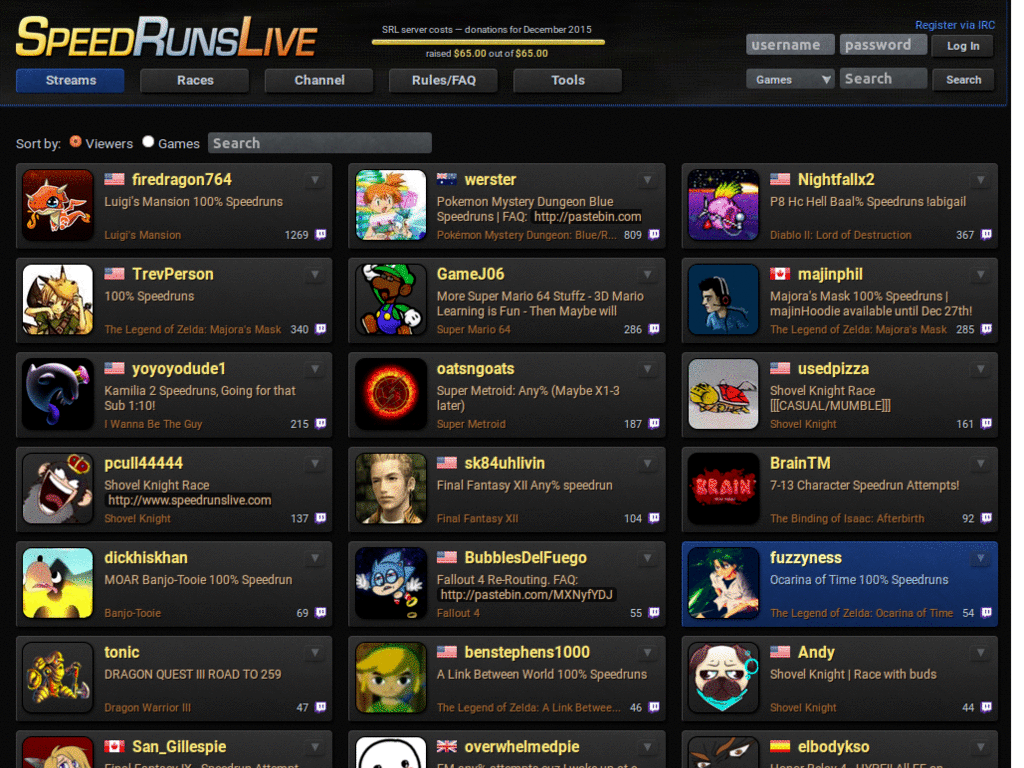 SPEEDRUNSLIVE
SRL server costs — donations for December 2015
raised $65.00 out of $65.00
Register via IRC
username password Log In
Streams Races Channel Rules/FAQ Tools
Games Search Search
Sort by: Viewers Games Search
firedragon764
Luigi's Mansion 100% Speedruns
Luigi's Mansion 1269
werster
Pokemon Mystery Dungeon Blue
Speedruns | FAQ: http://pastebin.com
Pokémon Mystery Dungeon: Blue/R... 809
Nightfallx2
P8 Hc Hell Baal% Speedruns !abigail
Diablo II: Lord of Destruction 367
TrevPerson
100% Speedruns
The Legend of Zelda: Majora's Mask 340
GameJ06
More Super Mario 64 Stuffz - 3D Mario
Learning is Fun - Then Maybe will
Super Mario 64 286
majinphil
Majora's Mask 100% Speedruns |
majinHoodie available until Dec 27th!
The Legend of Zelda: Majora's Mask 285
yoyoyodude1
Kamilia 2 Speedruns, Going for that
Sub 1:10!
I Wanna Be The Guy 215
oatsngoats
Super Metroid: Any% (Maybe X1-3
later)
Super Metroid 187
usedpizza
Shovel Knight Race
[[[CASUAL/MUMBLE]]]
Shovel Knight 161
pcull44444
Shovel Knight Race
http://www.speedrunslive.com
Shovel Knight 137
sk84uhlivin
Final Fantasy XII Any% speedrun
Final Fantasy XII 104
BRAIN
BrainTM
7-13 Character Speedrun Attempts!
The Binding of Isaac: Afterbirth 92
dickhiskhan
MOAR Banjo-Tooie 100% Speedrun
Banjo-Tooie 69
BubblesDelFuego
Fallout 4 Re-Routing. FAQ:
http://pastebin.com/MXNyfYDJ
Fallout 4 55
fuzzyness
Ocarina of Time 100% Speedruns
The Legend of Zelda: Ocarina of Time 54
tonic
DRAGON QUEST III ROAD TO 259
Dragon Warrior III 47
benstephens1000
A Link Between World 100% Speedruns
The Legend of Zelda: A Link Betwee... 46
Andy
Shovel Knight | Race with buds
Shovel Knight 44
San_Gillespie
overwhelmedpie
elbodykso